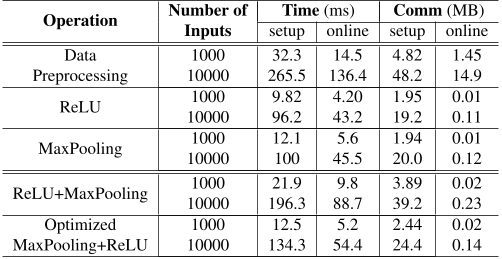 Operation Number of Inputs Time (ms) Comm (MB)
setup online setup online
Data Preprocessing 1000 32.3 14.5 4.82 1.45
10000 265.5 136.4 48.2 14.9
ReLU 1000 9.82 4.20 1.95 0.01
10000 96.2 43.2 19.2 0.11
MaxPooling 1000 12.1 5.6 1.94 0.01
10000 100 45.5 20.0 0.12
ReLU+MaxPooling 1000 21.9 9.8 3.89 0.02
10000 196.3 88.7 39.2 0.23
Optimized MaxPooling+ReLU 1000 12.5 5.2 2.44 0.02
10000 134.3 54.4 24.4 0.14